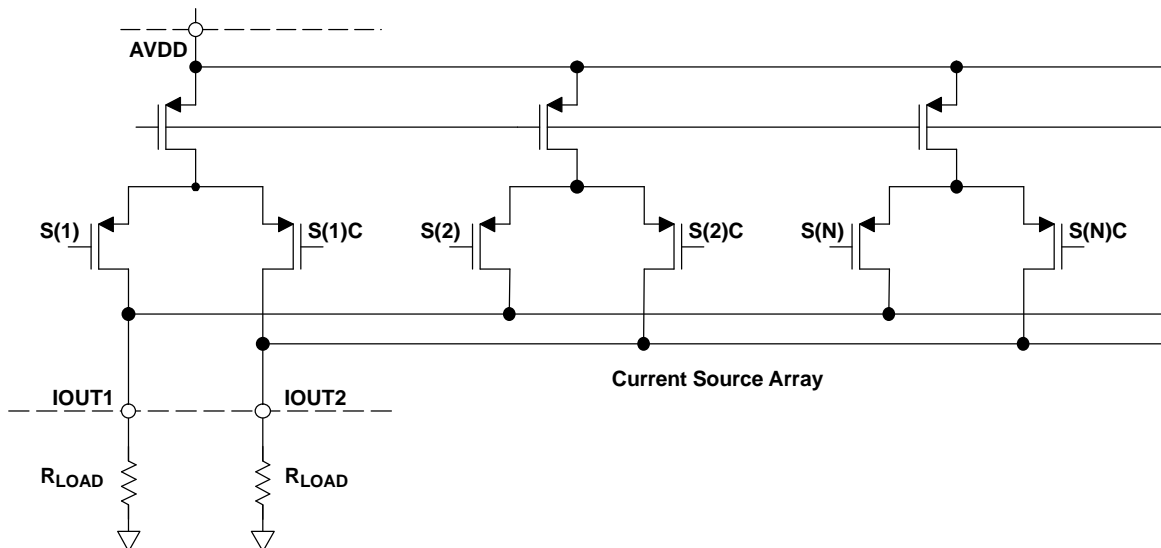 AVDD
S(1) S(1)C S(2) S(2)C S(N) S(N)C
Current Source Array
IOUT1 IOUT2
RLOAD RLOAD